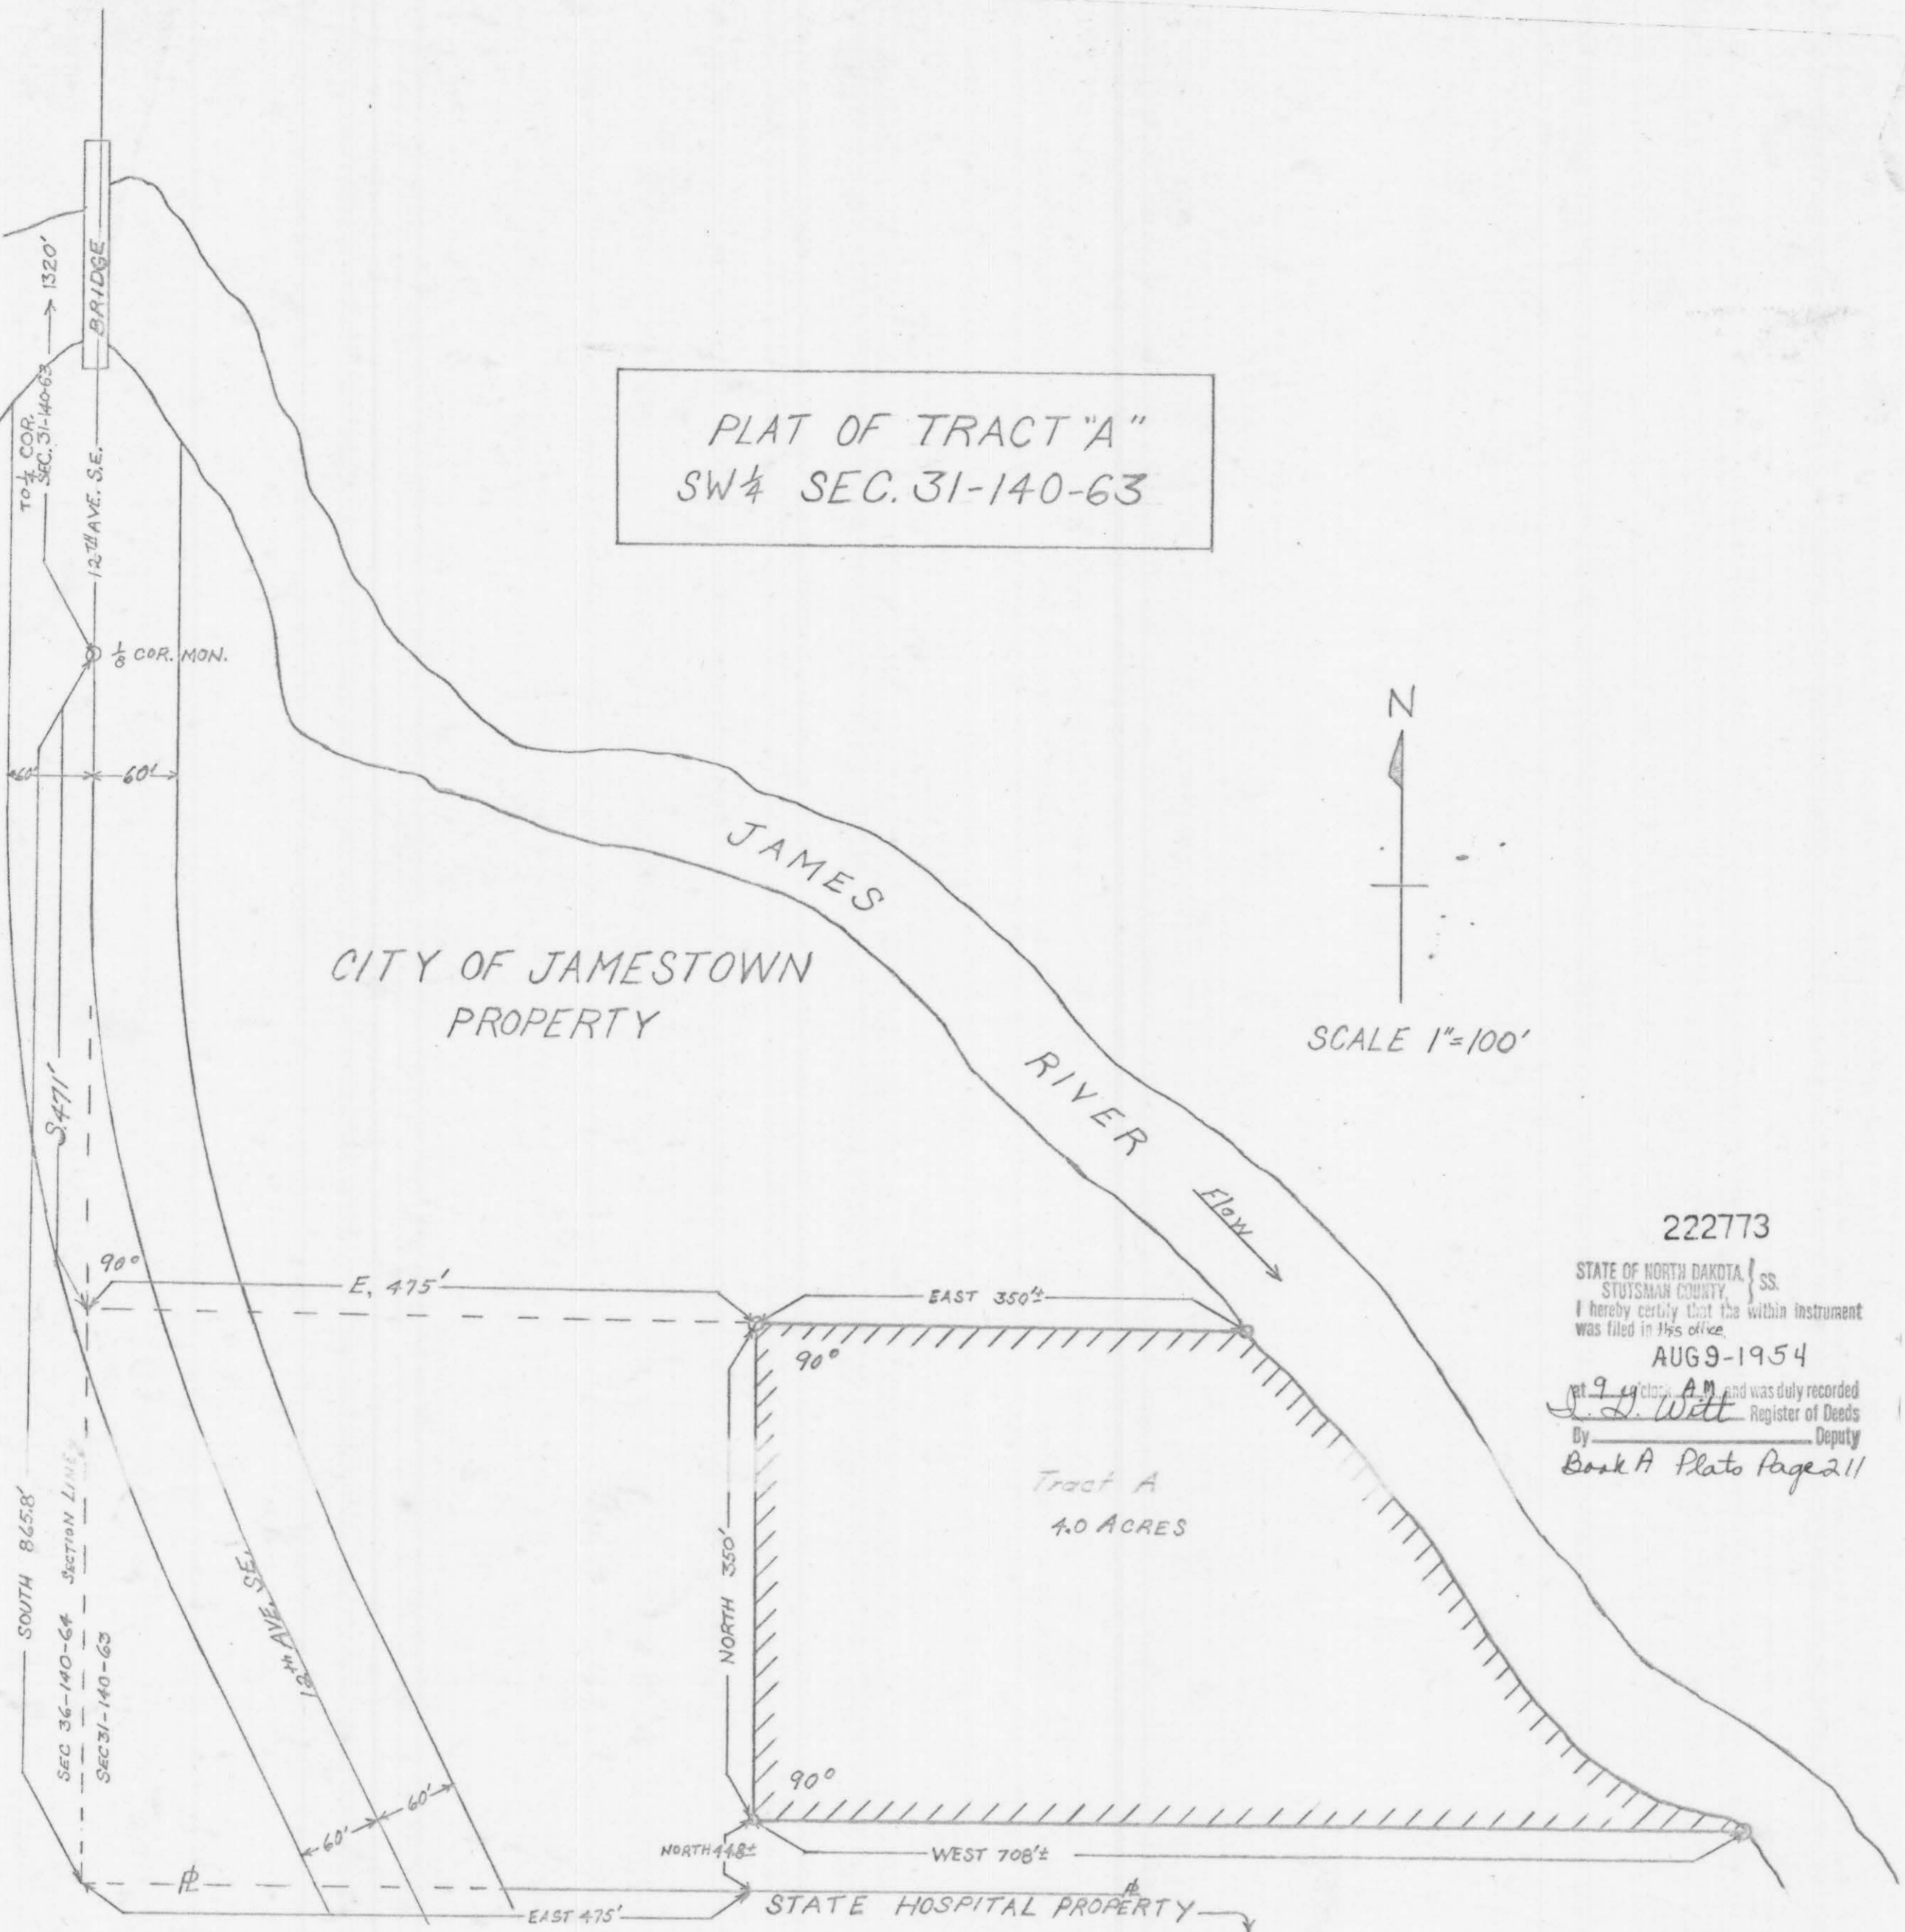 BRIDGE
TO ¼ COR.
SEC. 31-140-63 → 1320'
12TH AVE. S.E.
PLAT OF TRACT "A"
SW¼ SEC. 31-140-63
⅛ COR. MON.
60'
60'
N
SCALE 1"=100'
JAMES
RIVER
Flow
CITY OF JAMESTOWN
PROPERTY
S.471'
90°
E. 475'
EAST 350'±
90°
222773
STATE OF NORTH DAKOTA, } SS.
STUTSMAN COUNTY,
I hereby certify that the within instrument
was filed in this office
AUG 9-1954
at 9 o'clock A.M. and was duly recorded
Witt Register of Deeds
By Deputy
Book A Plats Page 211
Tract A
4.0 ACRES
NORTH 350'
SOUTH 865.8'
SEC 36-140-64 SECTION LINE
SEC 31-140-63
12th AVE. SE.
60'
60'
90°
WEST 708'±
EAST 475'
STATE HOSPITAL PROPERTY